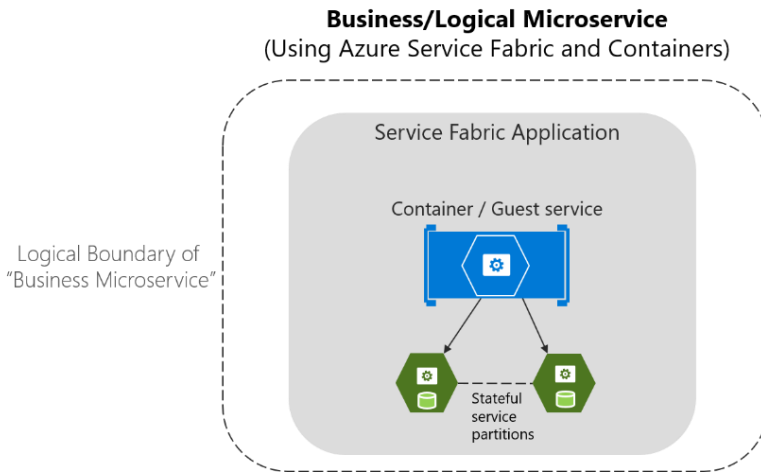 Business/Logical Microservice
(Using Azure Service Fabric and Containers)
Service Fabric Application
Container / Guest service
Logical Boundary of
“Business Microservice”
Stateful
service
partitions